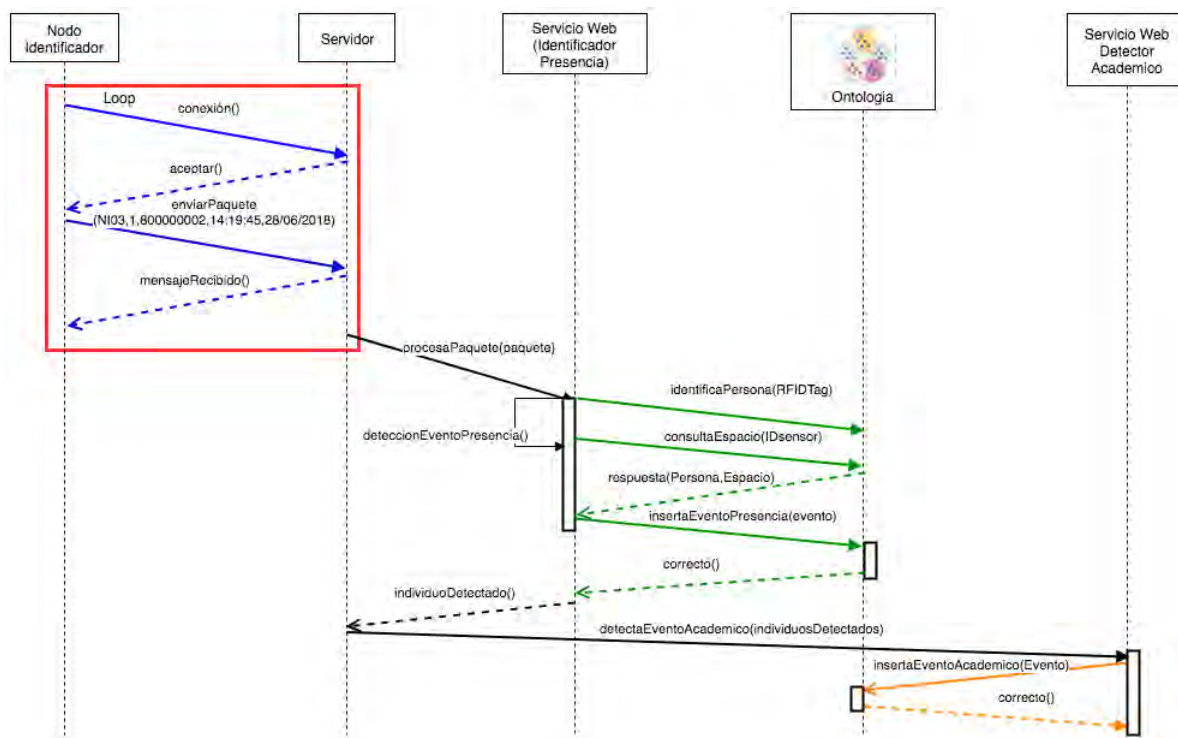 Nodo
Identificador
Servidor
Servicio Web
(Identificador
Presencia)
Ontologia
Servicio Web
Detector
Academico
Loop
conexión()
aceptar()
enviarPaquete
(NI03,1,800000002,14:19:45,28/06/2018)
mensajeRecibido()
procesaPaquete(paquete)
identificaPersona(RFIDTag)
deteccionEventoPresencia()
consultaEspacio(IDsensor)
respuesta(Persona,Espacio)
insertaEventoPresencia(evento)
correcto()
individuoDetectado()
detectaEventoAcademico(individuosDetectados)
insertaEventoAcademico(Evento)
correcto()